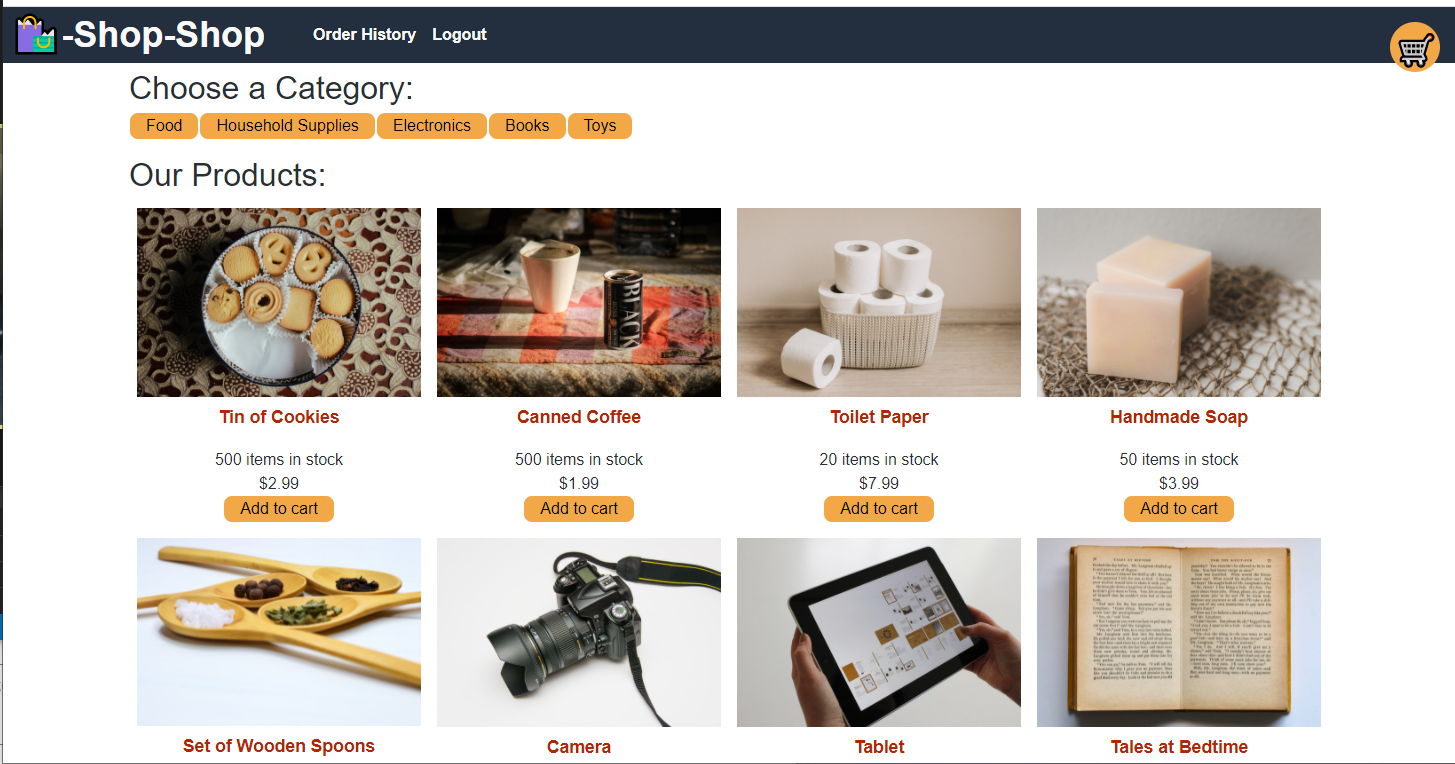 -Shop-Shop
Order History Logout
Choose a Category:
Food Household Supplies Electronics Books Toys
Our Products:
BLACK
Tin of Cookies Canned Coffee Toilet Paper Handmade Soap
500 items in stock 500 items in stock 20 items in stock 50 items in stock
$2.99 $1.99 $7.99 $3.99
Add to cart Add to cart Add to cart Add to cart
Set of Wooden Spoons Camera Tablet Tales at Bedtime